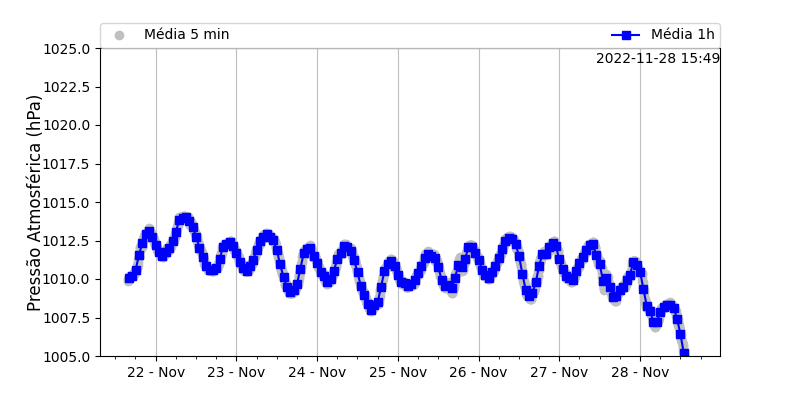 Média 5 min
Média 1h
2022-11-28 15:49
Pressão Atmosférica (hPa)
1025.0
1022.5
1020.0
1017.5
1015.0
1012.5
1010.0
1007.5
1005.0
22 - Nov
23 - Nov
24 - Nov
25 - Nov
26 - Nov
27 - Nov
28 - Nov